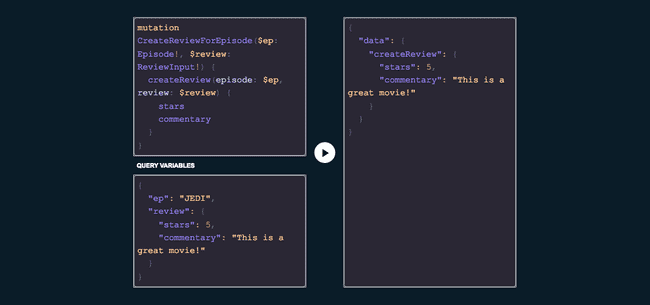 mutation
CreateReviewForEpisode($ep:
Episode!, $review:
ReviewInput!) {
createReview(episode: $ep,
review: $review) {
stars
commentary
}
}
QUERY VARIABLES
{
"ep": "JEDI",
"review": {
"stars": 5,
"commentary": "This is a
great movie!"
}
}
{
"data": {
"createReview": {
"stars": 5,
"commentary": "This is a
great movie!"
}
}
}